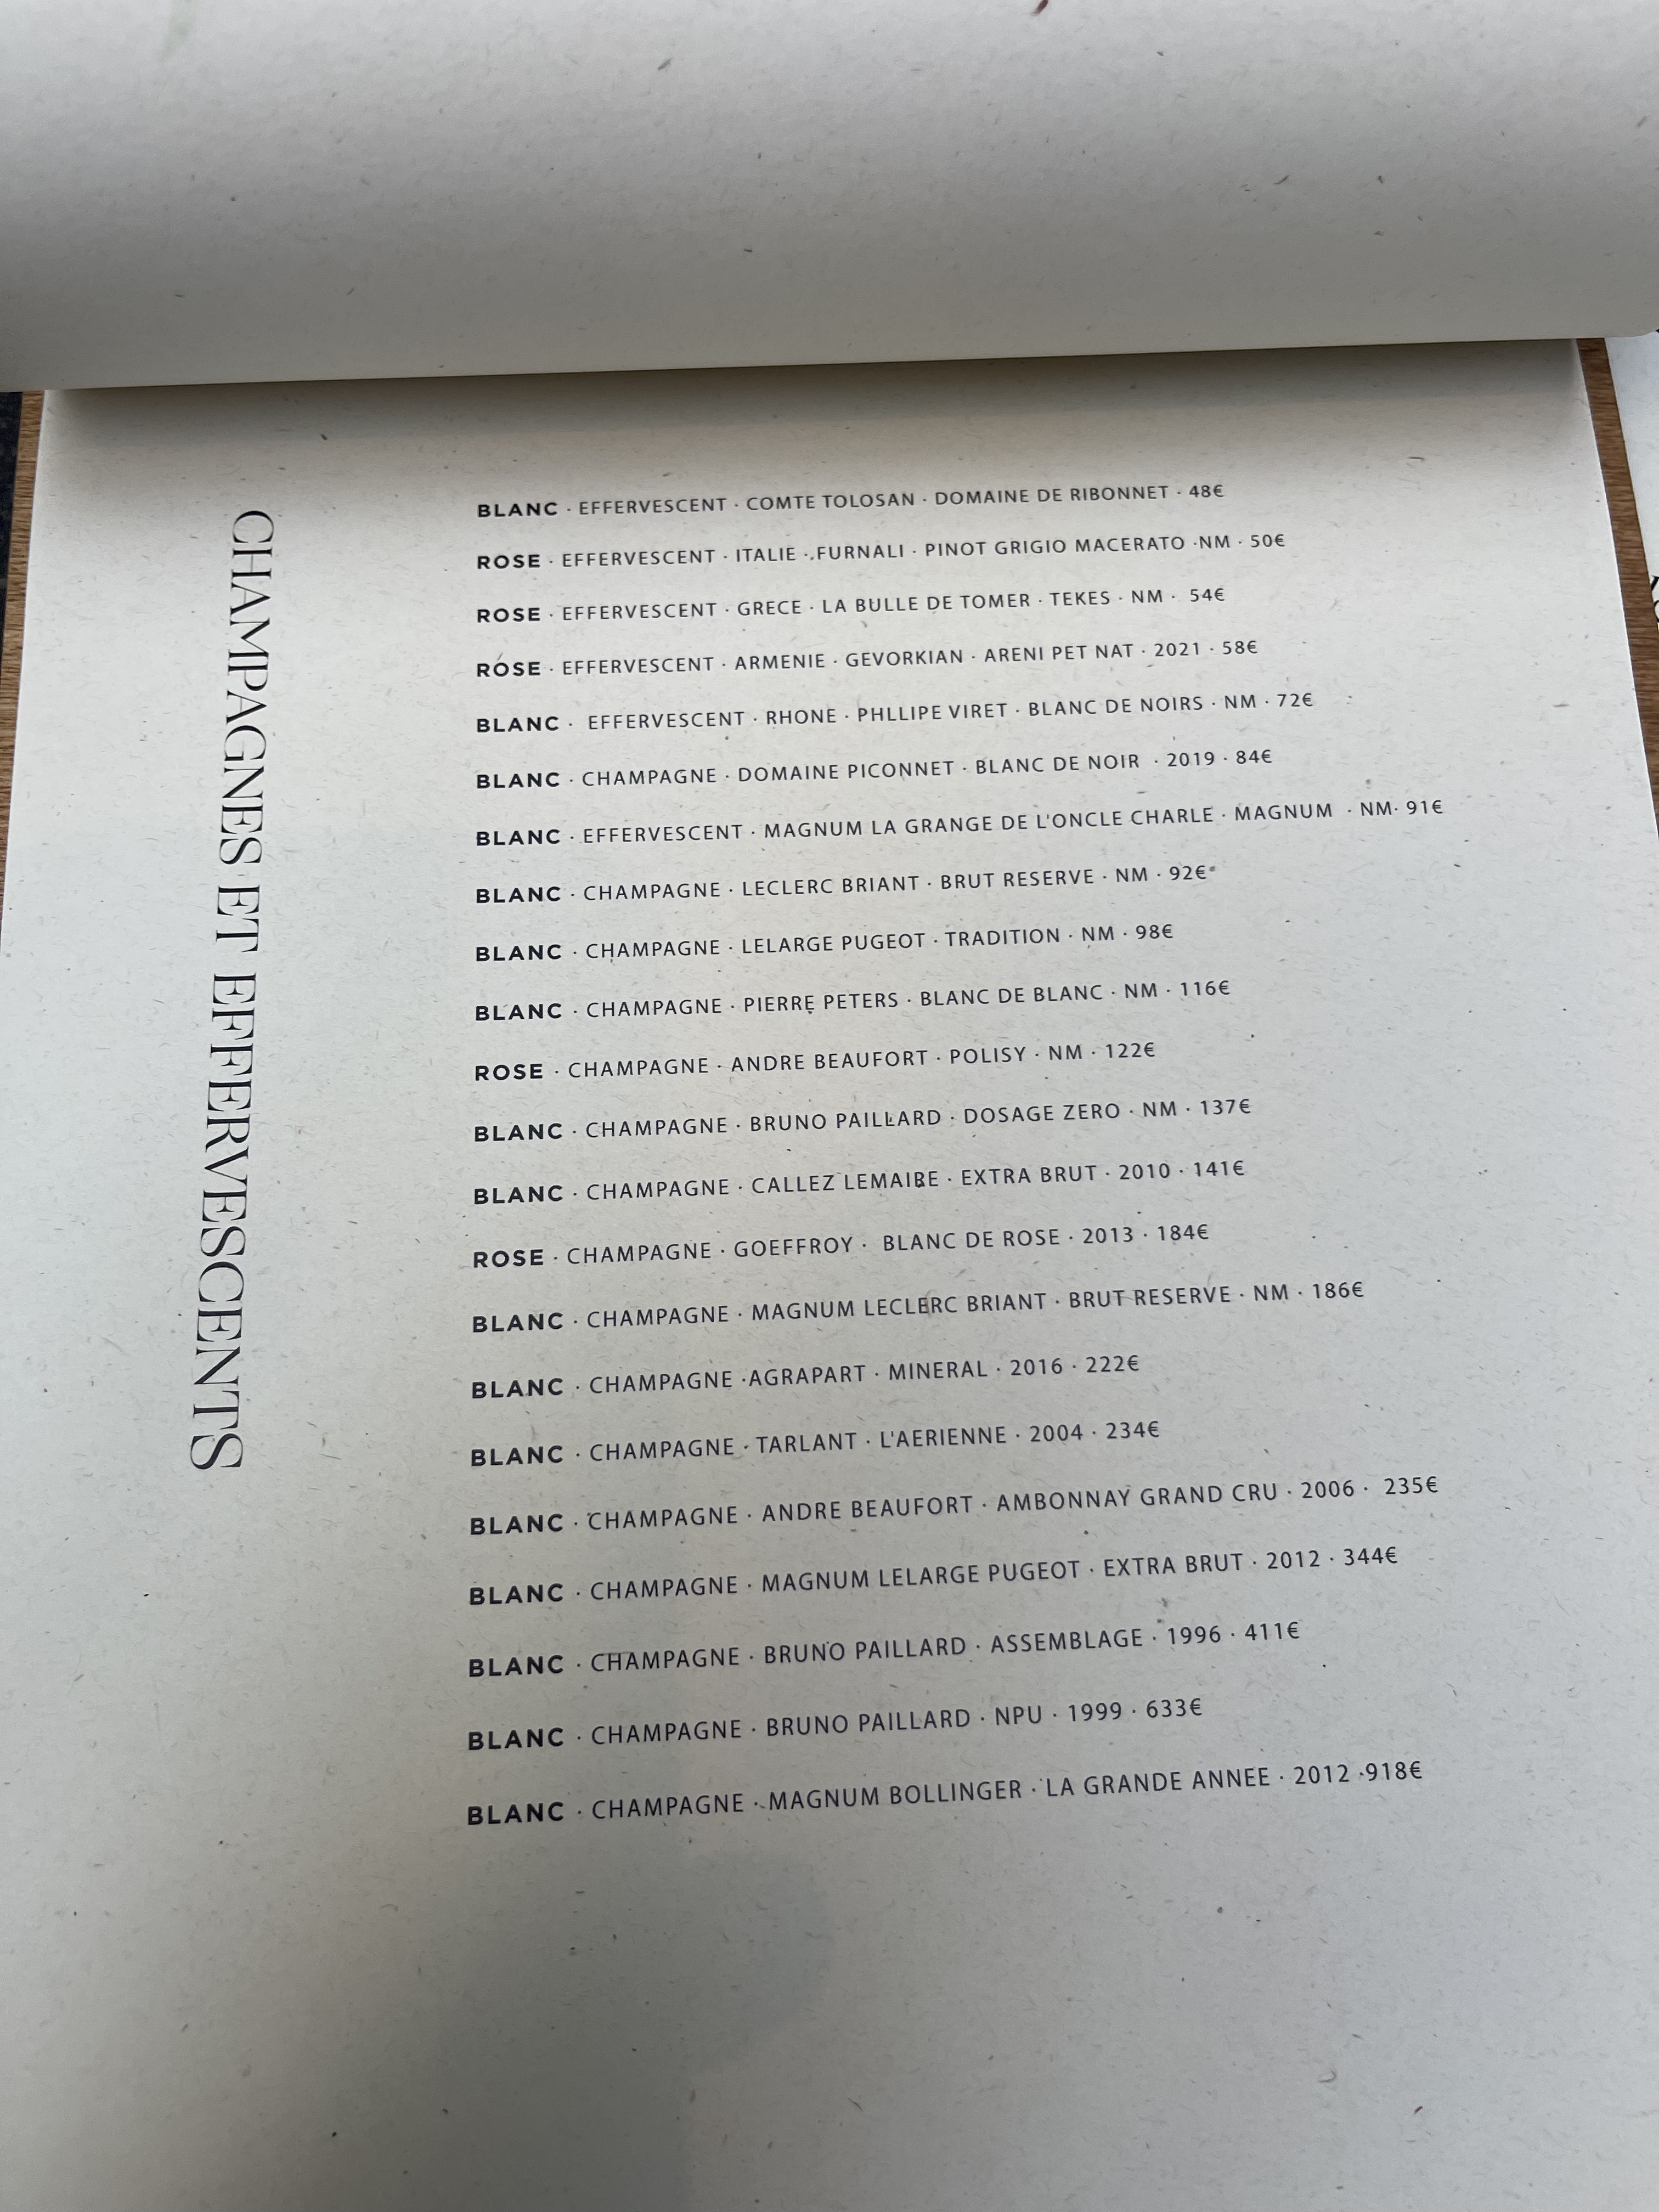 CHAMPAGNES ET EFFERVESCENTS
BLANC · EFFERVESCENT · COMTE TOLOSAN · DOMAINE DE RIBONNET · 48€
ROSE · EFFERVESCENT · ITALIE · FURNALI · PINOT GRIGIO MACERATO ·NM · 50€
ROSE · EFFERVESCENT · GRECE · LA BULLE DE TOMER · TEKES · NM · 54€
ROSE · EFFERVESCENT · ARMENIE · GEVORKIAN · ARENI PET NAT · 2021 · 58€
BLANC · EFFERVESCENT · RHONE · PHLLIPE VIRET · BLANC DE NOIRS · NM · 72€
BLANC · CHAMPAGNE · DOMAINE PICONNET · BLANC DE NOIR · 2019 · 84€
BLANC · EFFERVESCENT · MAGNUM LA GRANGE DE L'ONCLE CHARLE · MAGNUM · NM· 91€
BLANC · CHAMPAGNE · LECLERC BRIANT · BRUT RESERVE · NM · 92€
BLANC · CHAMPAGNE · LELARGE PUGEOT · TRADITION · NM · 98€
BLANC · CHAMPAGNE · PIERRE PETERS · BLANC DE BLANC · NM · 116€
ROSE · CHAMPAGNE · ANDRE BEAUFORT · POLISY · NM · 122€
BLANC · CHAMPAGNE · BRUNO PAILLARD · DOSAGE ZERO · NM · 137€
BLANC · CHAMPAGNE · CALLEZ LEMAIRE · EXTRA BRUT · 2010 · 141€
ROSE · CHAMPAGNE · GOEFFROY · BLANC DE ROSE · 2013 · 184€
BLANC · CHAMPAGNE · MAGNUM LECLERC BRIANT · BRUT RESERVE · NM · 186€
BLANC · CHAMPAGNE ·AGRAPART · MINERAL · 2016 · 222€
BLANC · CHAMPAGNE · TARLANT · L'AERIENNE · 2004 · 234€
BLANC · CHAMPAGNE · ANDRE BEAUFORT · AMBONNAY GRAND CRU · 2006 · 235€
BLANC · CHAMPAGNE · MAGNUM LELARGE PUGEOT · EXTRA BRUT · 2012 · 344€
BLANC · CHAMPAGNE · BRUNO PAILLARD · ASSEMBLAGE · 1996 · 411€
BLANC · CHAMPAGNE · BRUNO PAILLARD · NPU · 1999 · 633€
BLANC · CHAMPAGNE · MAGNUM BOLLINGER · LA GRANDE ANNEE · 2012 ·918€